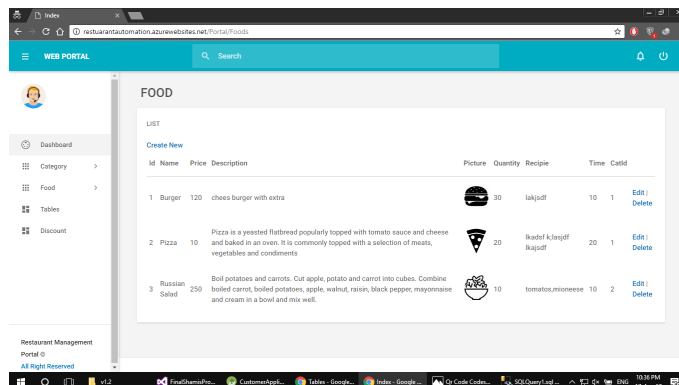 Index
restuarantautomation.azurewebsites.net/Portal/Foods
WEB PORTAL
Search
FOOD
LIST
Create New
Id Name Price Description Picture Quantity Recipie Time CatId
1 Burger 120 chees burger with extra 30 lakjsdf 10 1 Edit | Delete
2 Pizza 10 Pizza is a yeasted flatbread popularly topped with tomato sauce and cheese
and baked in an oven. It is commonly topped with a selection of meats,
vegetables and condiments 20 lkadsf k;lasjdf
lkajsdf 20 1 Edit | Delete
3 Russian
Salad 250 Boil potatoes and carrots. Cut apple, potato and carrot into cubes. Combine
boiled carrot, boiled potatoes, apple, walnut, raisin, black pepper, mayonnaise
and cream in a bowl and mix well. 10 tomatos,mioneese 10 2 Edit | Delete
Dashboard
Category
Food
Tables
Discount
Restaurant Management
Portal ©
All Right Reserved
v1.2
FinalShamisPro...
CustomerAppli...
Tables - Google...
Index - Google ...
Qr Code Codes...
SQLQuery1.sql ...
ENG
10:36 PM